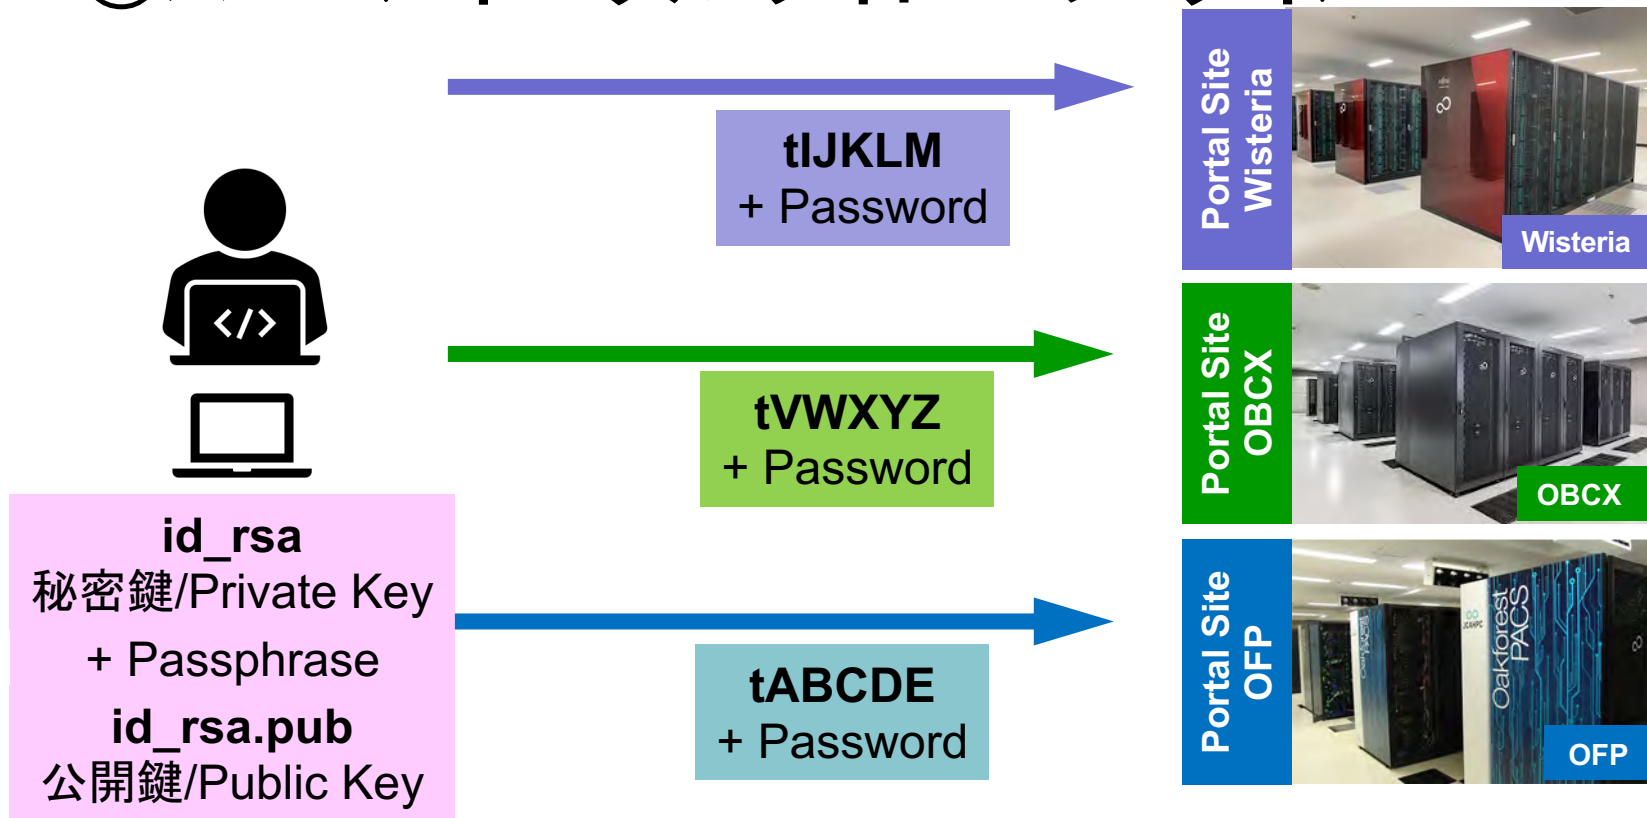 tIJKLM
+ Password
Portal Site
Wisteria
Wisteria
</>
tVWXYZ
+ Password
Portal Site
OBCX
OBCX
id_rsa
秘密鍵/Private Key
+ Passphrase
id_rsa.pub
公開鍵/Public Key
tABCDE
+ Password
Portal Site
OFP
JCAHPC
Oakforest
PACS
OFP